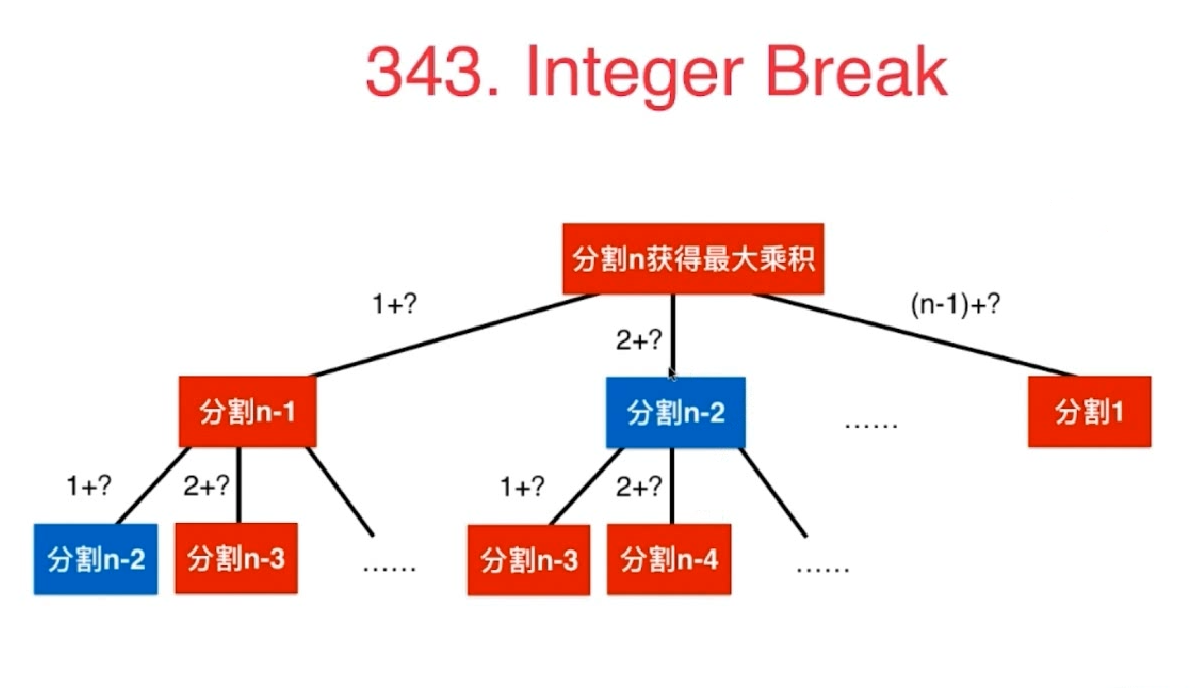 343. Integer Break
分割n获得最大乘积
1+?
2+?
(n-1)+?
分割n-1
分割n-2
……
分割1
1+?
2+?
1+?
2+?
分割n-2
分割n-3
……
分割n-3
分割n-4
……